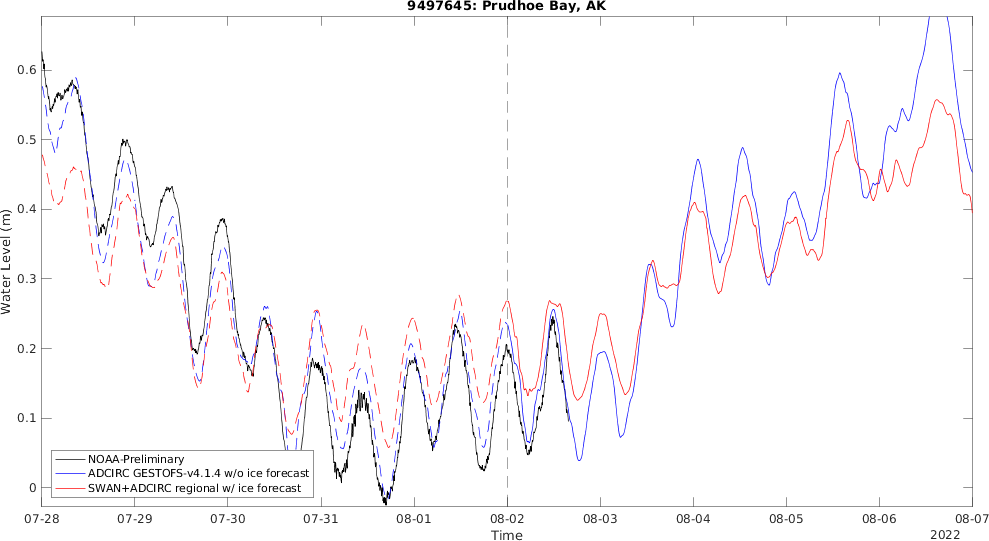 9497645: Prudhoe Bay, AK
Water Level (m)
0.6
0.5
0.4
0.3
0.2
0.1
0
NOAA-Preliminary
ADCIRC GESTOFS-v4.1.4 w/o ice forecast
SWAN+ADCIRC regional w/ ice forecast
07-28 07-29 07-30 07-31 08-01 08-02 08-03 08-04 08-05 08-06 08-07
Time
2022